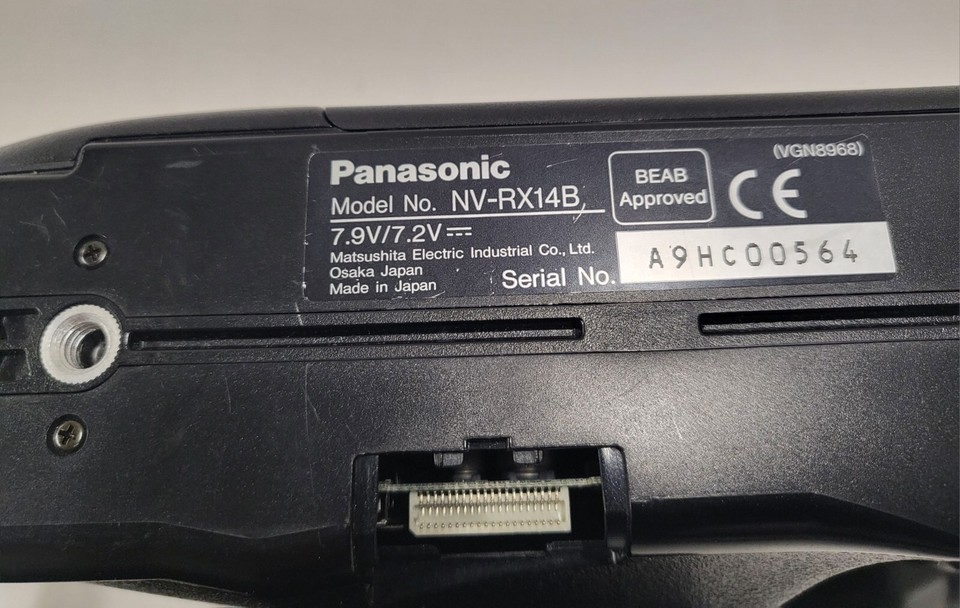 Panasonic
Model No. NV-RX14B
7.9V/7.2V
Matsushita Electric Industrial Co., Ltd.
Osaka Japan
Made in Japan
Serial No.
A9HC00564
BEAB
Approved
CE
(VGN8968)